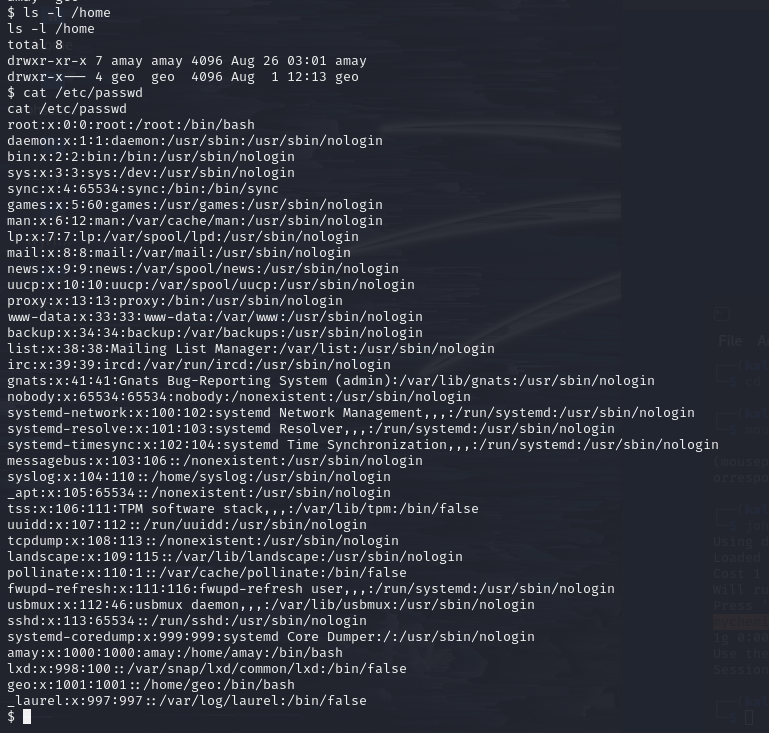 $ ls -l /home
ls -l /home
total 8
drwxr-xr-x 7 amay amay 4096 Aug 26 03:01 amay
drwxr-x--- 4 geo  geo  4096 Aug  1 12:13 geo
$ cat /etc/passwd
cat /etc/passwd
root:x:0:0:root:/root:/bin/bash
daemon:x:1:1:daemon:/usr/sbin:/usr/sbin/nologin
bin:x:2:2:bin:/bin:/usr/sbin/nologin
sys:x:3:3:sys:/dev:/usr/sbin/nologin
sync:x:4:65534:sync:/bin:/bin/sync
games:x:5:60:games:/usr/games:/usr/sbin/nologin
man:x:6:12:man:/var/cache/man:/usr/sbin/nologin
lp:x:7:7:lp:/var/spool/lpd:/usr/sbin/nologin
mail:x:8:8:mail:/var/mail:/usr/sbin/nologin
news:x:9:9:news:/var/spool/news:/usr/sbin/nologin
uucp:x:10:10:uucp:/var/spool/uucp:/usr/sbin/nologin
proxy:x:13:13:proxy:/bin:/usr/sbin/nologin
www-data:x:33:33:www-data:/var/www:/usr/sbin/nologin
backup:x:34:34:backup:/var/backups:/usr/sbin/nologin
list:x:38:38:Mailing List Manager:/var/list:/usr/sbin/nologin
irc:x:39:39:ircd:/var/run/ircd:/usr/sbin/nologin
gnats:x:41:41:Gnats Bug-Reporting System (admin):/var/lib/gnats:/usr/sbin/nologin
nobody:x:65534:65534:nobody:/nonexistent:/usr/sbin/nologin
systemd-network:x:100:102:systemd Network Management,,,:/run/systemd:/usr/sbin/nologin
systemd-resolve:x:101:103:systemd Resolver,,,:/run/systemd:/usr/sbin/nologin
systemd-timesync:x:102:104:systemd Time Synchronization,,,:/run/systemd:/usr/sbin/nologin
messagebus:x:103:106::/nonexistent:/usr/sbin/nologin
syslog:x:104:110::/home/syslog:/usr/sbin/nologin
_apt:x:105:65534::/nonexistent:/usr/sbin/nologin
tss:x:106:111:TPM software stack,,,:/var/lib/tpm:/bin/false
uuidd:x:107:112::/run/uuidd:/usr/sbin/nologin
tcpdump:x:108:113::/nonexistent:/usr/sbin/nologin
landscape:x:109:115::/var/lib/landscape:/usr/sbin/nologin
pollinate:x:110:1::/var/cache/pollinate:/bin/false
fwupd-refresh:x:111:116:fwupd-refresh user,,,:/run/systemd:/usr/sbin/nologin
usbmux:x:112:46:usbmux daemon,,,:/var/lib/usbmux:/usr/sbin/nologin
sshd:x:113:65534::/run/sshd:/usr/sbin/nologin
systemd-coredump:x:999:999:systemd Core Dumper:/:/usr/sbin/nologin
amay:x:1000:1000:amay:/home/amay:/bin/bash
lxd:x:998:100::/var/snap/lxd/common/lxd:/bin/false
geo:x:1001:1001::/home/geo:/bin/bash
_laurel:x:997:997::/var/log/laurel:/bin/false
$
File
Using
Loaded
Cost 1
Will
Press
1g 0:00
Use the
Session